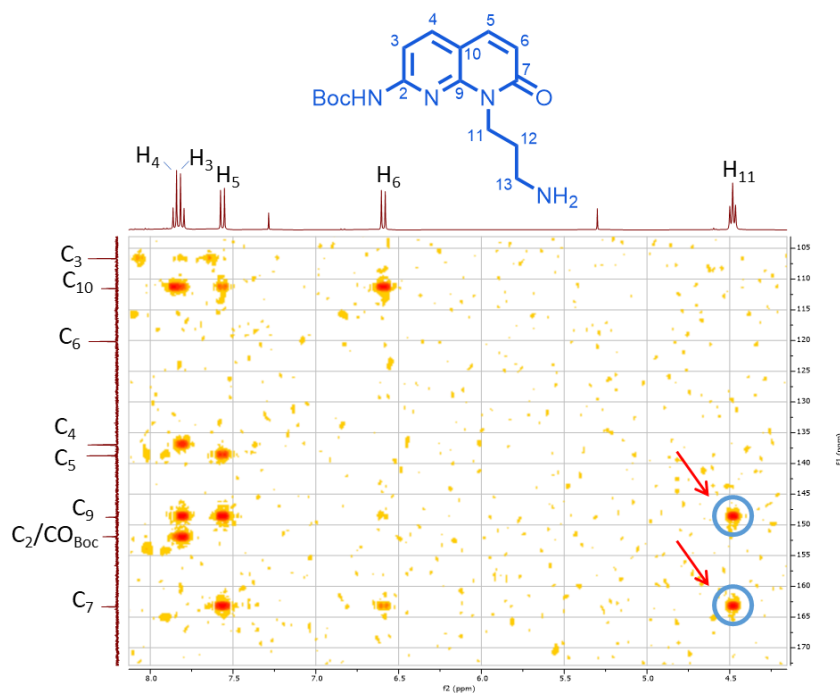 4 5
3 10 6
BocHN 2 N 9 N 7 O
11 12
13 NH₂
H₄ H₃ H₅ H₆ H₁₁
C₃
C₁₀
C₆
C₄
C₅
C₉
C₂/CO_Boc
C₇
105
110
115
120
125
130
135
140
145
150
155
160
165
170
f1 (ppm)
8.0 7.5 7.0 6.5 6.0 5.5 5.0 4.5
f2 (ppm)